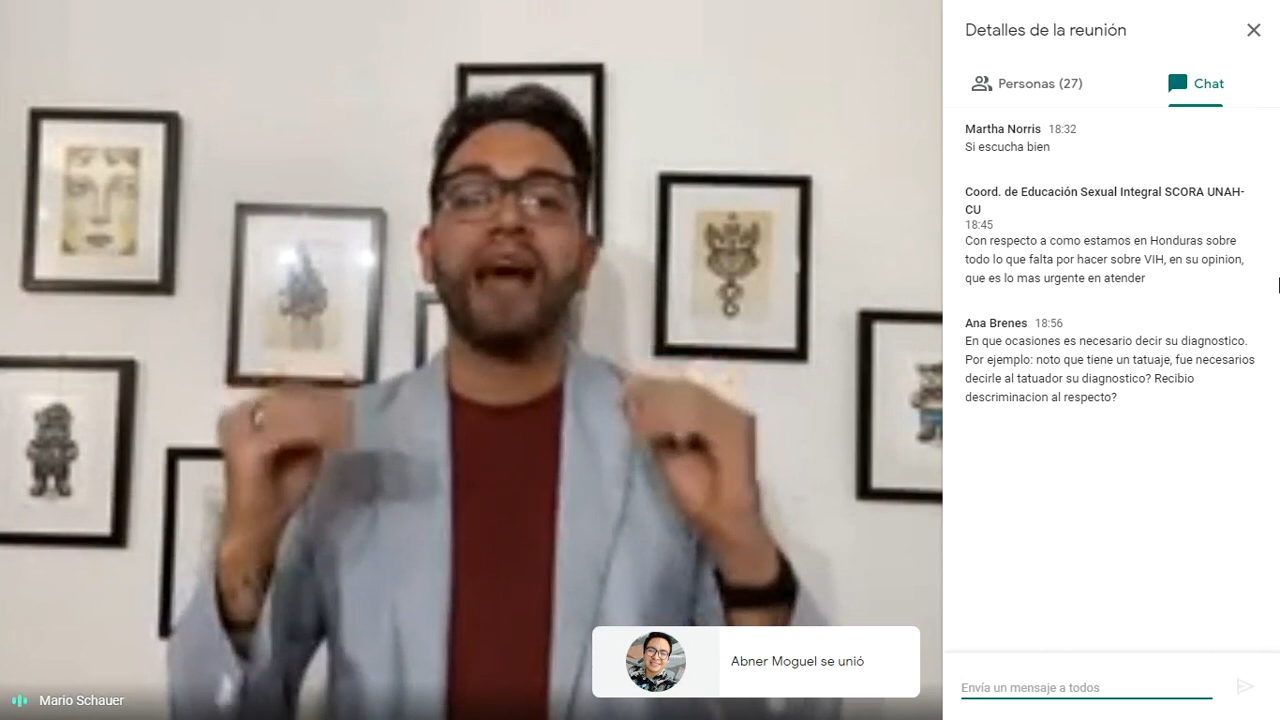 Detalles de la reunión
Personas (27)
Chat
Martha Norris 18:32
Si escucha bien
Coord. de Educación Sexual Integral SCORA UNAH-
CU
18:45
Con respecto a como estamos en Honduras sobre
todo lo que falta por hacer sobre VIH, en su opinion,
que es lo mas urgente en atender
Ana Brenes 18:56
En que ocasiones es necesario decir su diagnostico.
Por ejemplo: noto que tiene un tatuaje, fue necesarios
decirle al tatuador su diagnostico? Recibio
descriminacion al respecto?
Abner Moguel se unió
Mario Schauer
Envía un mensaje a todos